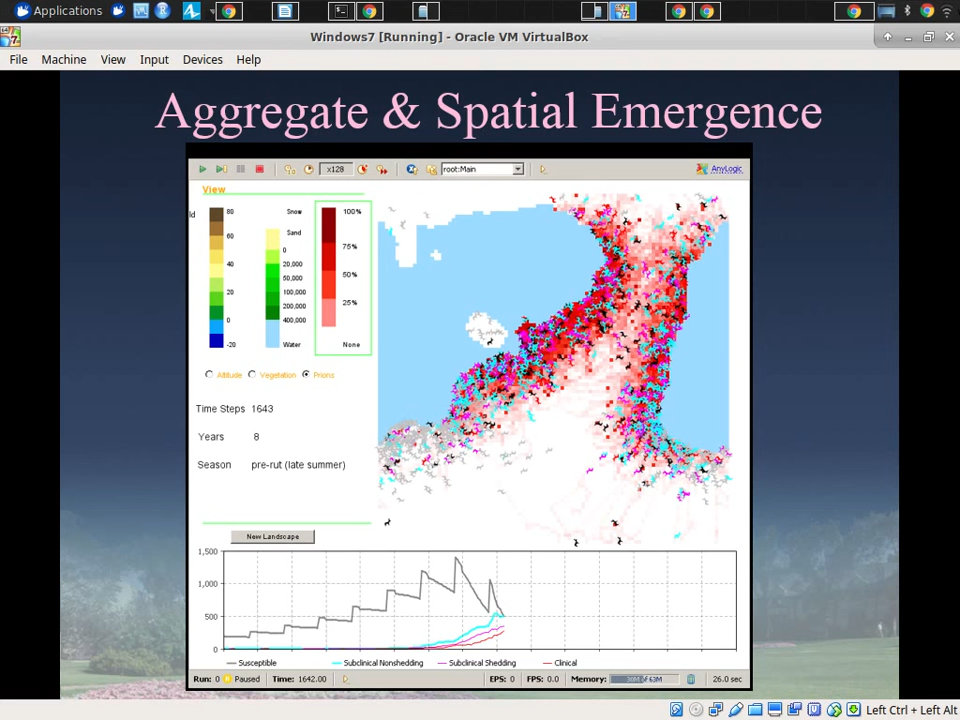 Applications
Windows7 [Running] - Oracle VM VirtualBox
File Machine View Input Devices Help
Aggregate & Spatial Emergence
x128 root:Main AnyLogic
View
ld
80 Snow 100%
Sand
60 0 75%
40 20,000
50,000 50%
20 100,000
200,000 25%
0 400,000
-20 Water None
Altitude Vegetation Prions
Time Steps 1643
Years 8
Season pre-rut (late summer)
New Landscape
1,500
1,000
500
0
Susceptible Subclinical Nonshedding Subclinical Shedding Clinical
Run: 0 Paused Time: 1642.00 EPS: 0 FPS: 0.0 Memory: 30M of 63M 26.0 sec
Left Ctrl + Left Alt